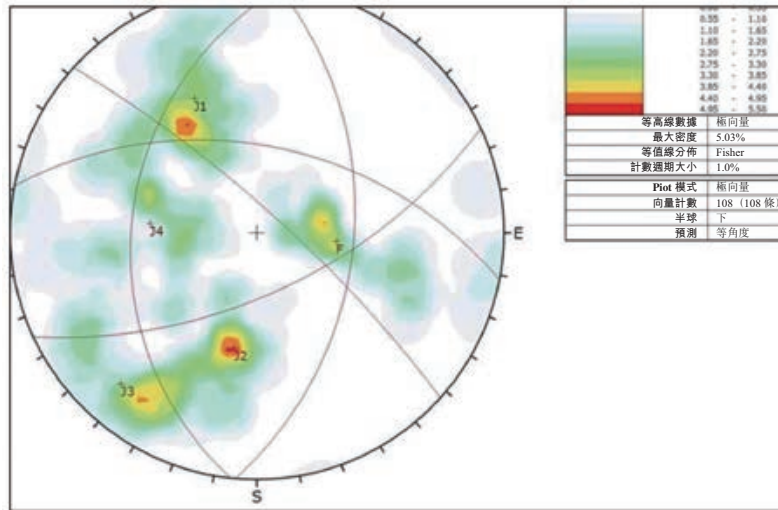 0.55 - 1.10
1.10 - 1.65
1.65 - 2.20
2.20 - 2.75
2.75 - 3.30
3.30 - 3.85
3.85 - 4.40
4.40 - 4.95
4.95 - 5.50
等高線數據 極向量
最大密度 5.03%
等值線分佈 Fisher
計數週期大小 1.0%
Piot 模式 極向量
向量計數 108（108 條）
半球 下
預測 等角度
J1
J4
E
F
J2
J3
S